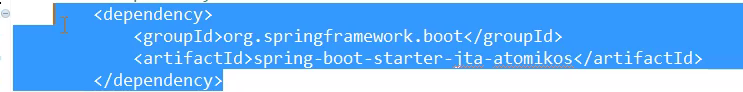 <dependency>
<groupId>org.springframework.boot</groupId>
<artifactId>spring-boot-starter-jta-atomikos</artifactId>
</dependency>